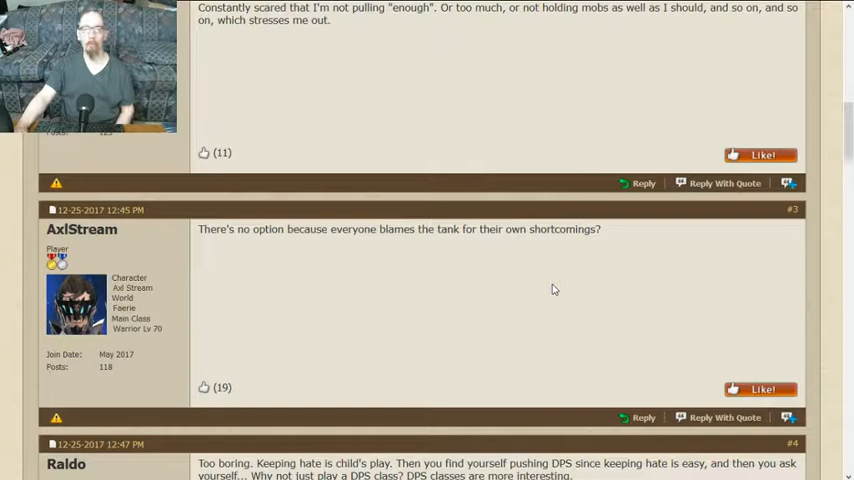 Constantly scared that I'm not pulling "enough". Or too much, or not holding mobs as well as I should, and so on, and so
on, which stresses me out.
(11)
Like!
Reply
Reply With Quote
12-25-2017 12:45 PM
#3
AxlStream
There's no option because everyone blames the tank for their own shortcomings?
Player
Character
Axl Stream
World
Faerie
Main Class
Warrior Lv 70
Join Date: May 2017
Posts: 118
(19)
Like!
Reply
Reply With Quote
12-25-2017 12:47 PM
#4
Raldo
Too boring. Keeping hate is child's play. Then you find yourself pushing DPS since keeping hate is easy, and then you ask
yourself... Why not just play a DPS class? DPS classes are more interesting.